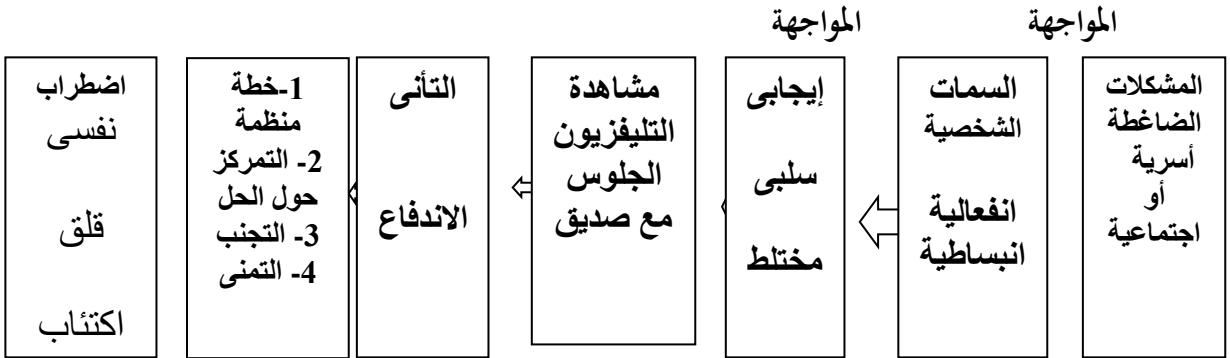 المواجهة
المواجهة
المشكلات
الضاغطة
أسرية
أو
اجتماعية
السمات
الشخصية
انفعالية
انبساطية
إيجابى
سلبى
مختلط
مشاهدة
التليفزيون
الجلوس
مع صديق
التأنى
الاندفاع
1-خطة
منظمة
2- التمركز
حول الحل
3- التجنب
4- التمنى
اضطراب
نفسى
قلق
اكتئاب